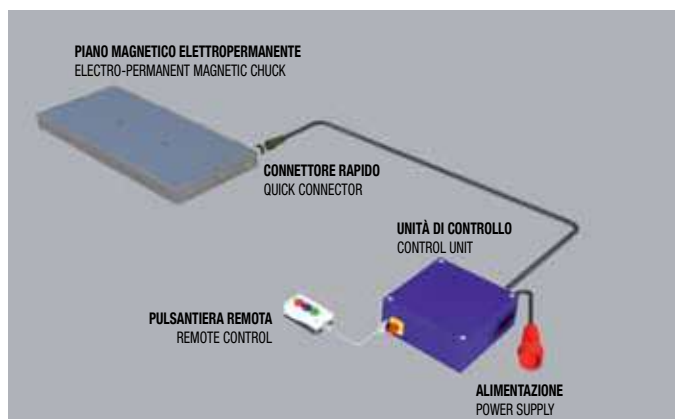 PIANO MAGNETICO ELETTROPERMANENTE
ELECTRO-PERMANENT MAGNETIC CHUCK
CONNETTORE RAPIDO
QUICK CONNECTOR
UNITÀ DI CONTROLLO
CONTROL UNIT
PULSANTIERA REMOTA
REMOTE CONTROL
ALIMENTAZIONE
POWER SUPPLY